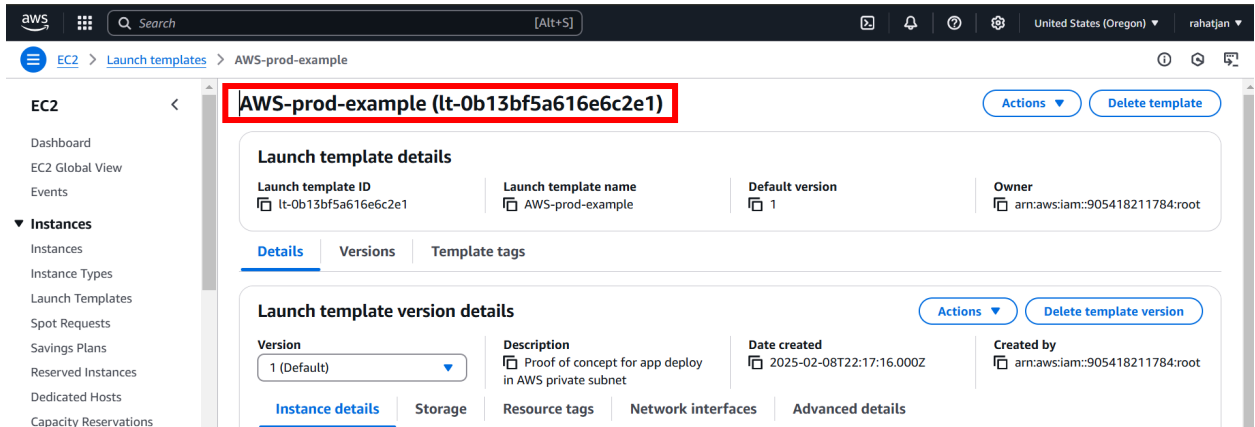 aws Search [Alt+S] United States (Oregon) rahatjan
EC2 > Launch templates > AWS-prod-example
EC2
Dashboard
EC2 Global View
Events
Instances
Instances
Instance Types
Launch Templates
Spot Requests
Savings Plans
Reserved Instances
Dedicated Hosts
Capacity Reservations
AWS-prod-example (lt-0b13bf5a616e6c2e1)
Actions Delete template
Launch template details
Launch template ID Launch template name Default version Owner
lt-0b13bf5a616e6c2e1 AWS-prod-example 1 arn:aws:iam::905418211784:root
Details Versions Template tags
Launch template version details Actions Delete template version
Version Description Date created Created by
1 (Default) Proof of concept for app deploy 2025-02-08T22:17:16.000Z arn:aws:iam::905418211784:root
in AWS private subnet
Instance details Storage Resource tags Network interfaces Advanced details